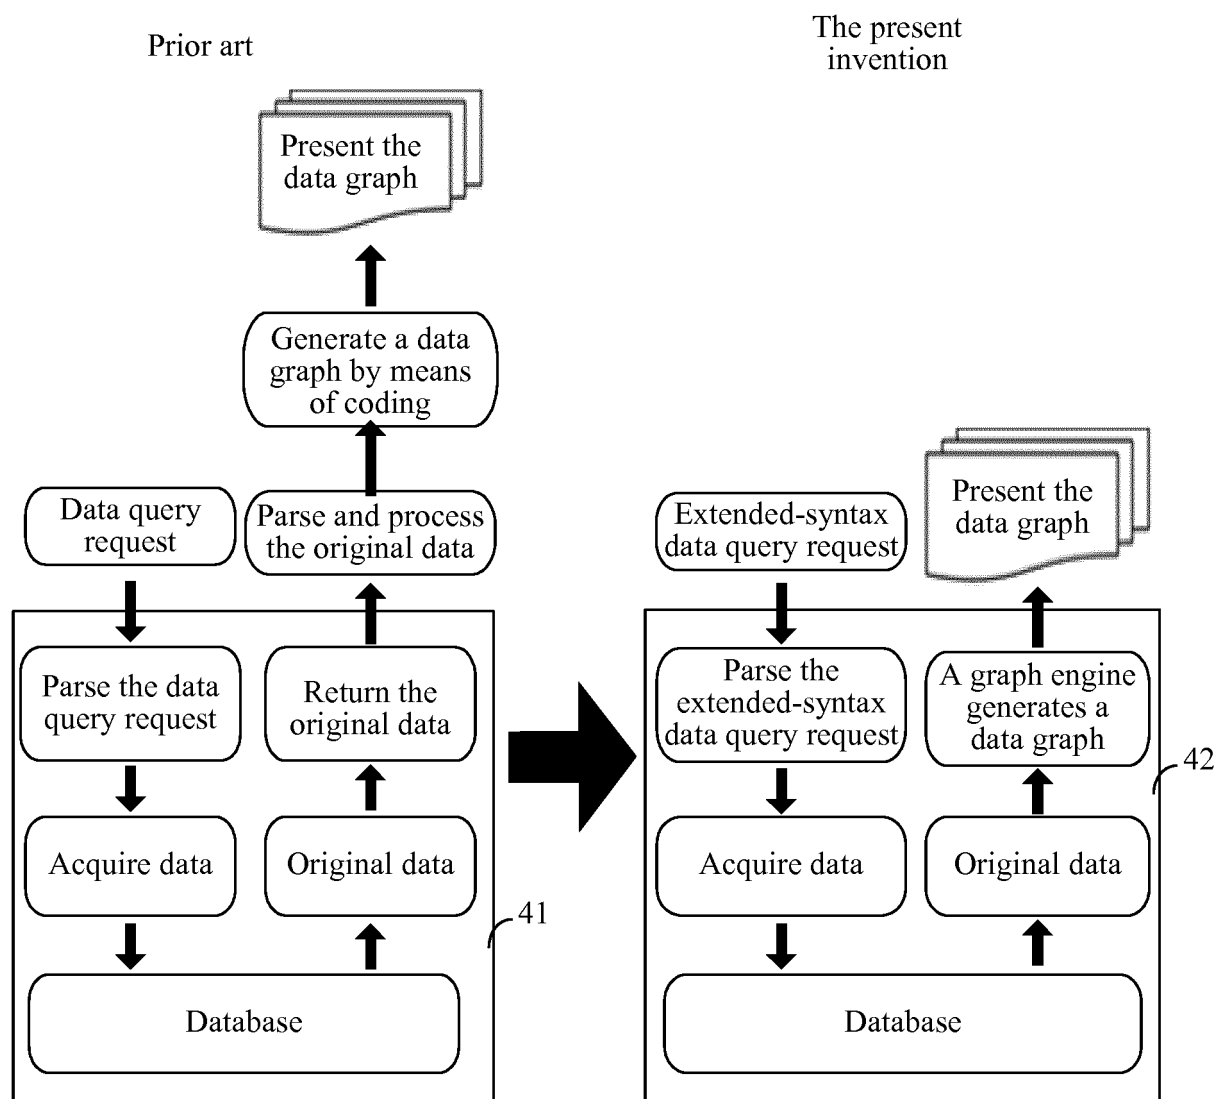 Prior art
The present
invention
Present the
data graph
Generate a data
graph by means
of coding
Data query
request
Parse and process
the original data
Parse the data
query request
Return the
original data
Acquire data
Original data
41
Database
Extended-syntax
data query request
Present the
data graph
Parse the
extended-syntax
data query request
A graph engine
generates a
data graph
42
Acquire data
Original data
Database